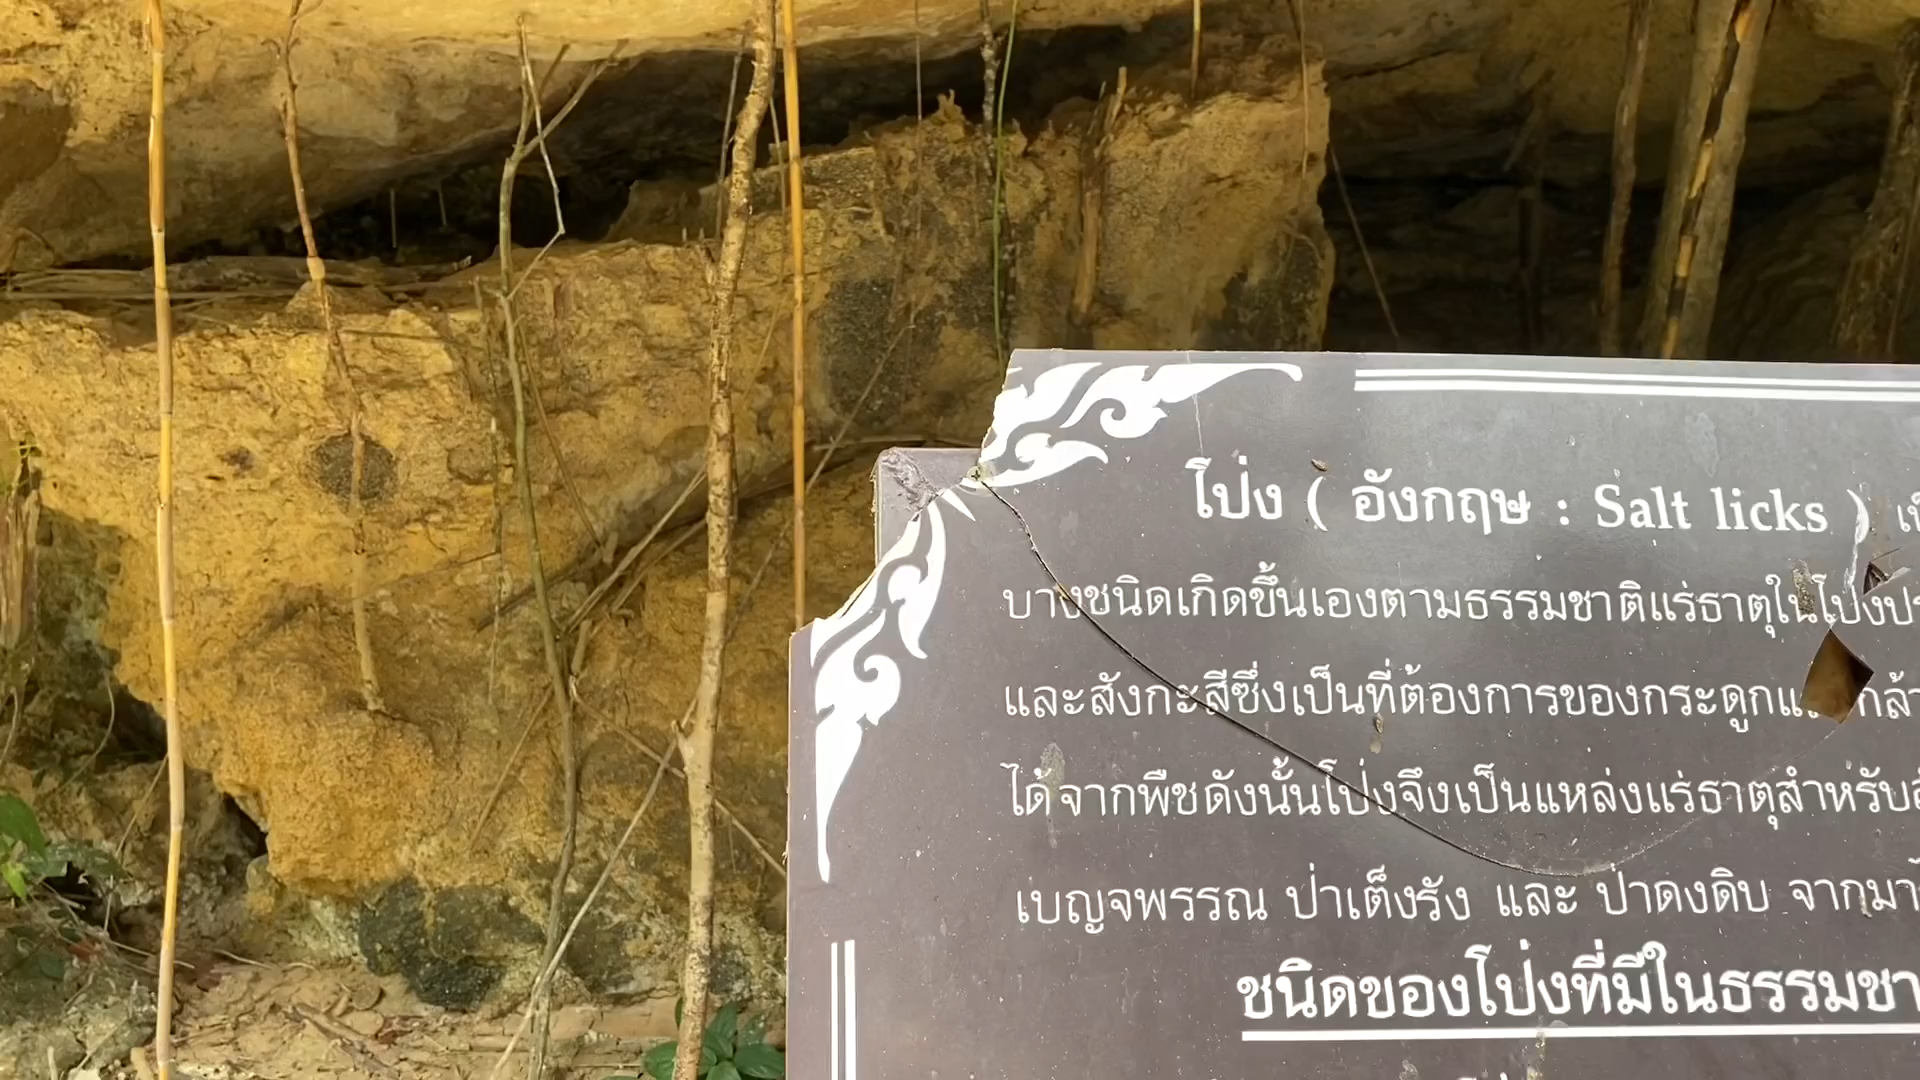 โป่ง ( อังกฤษ : Salt licks )
บางชนิดเกิดขึ้นเองตามธรรมชาติแร่ธาตุในโป่ง
และสังกะสีซึ่งเป็นที่ต้องการของกระดูก
ได้จากพืชดังนั้นโป่งจึงเป็นแหล่งแร่ธาตุสำหรับ
เบญจพรรณ ป่าเต็งรัง และ ป่าดงดิบ จาก
ชนิดของโป่งที่มีในธรรมชา